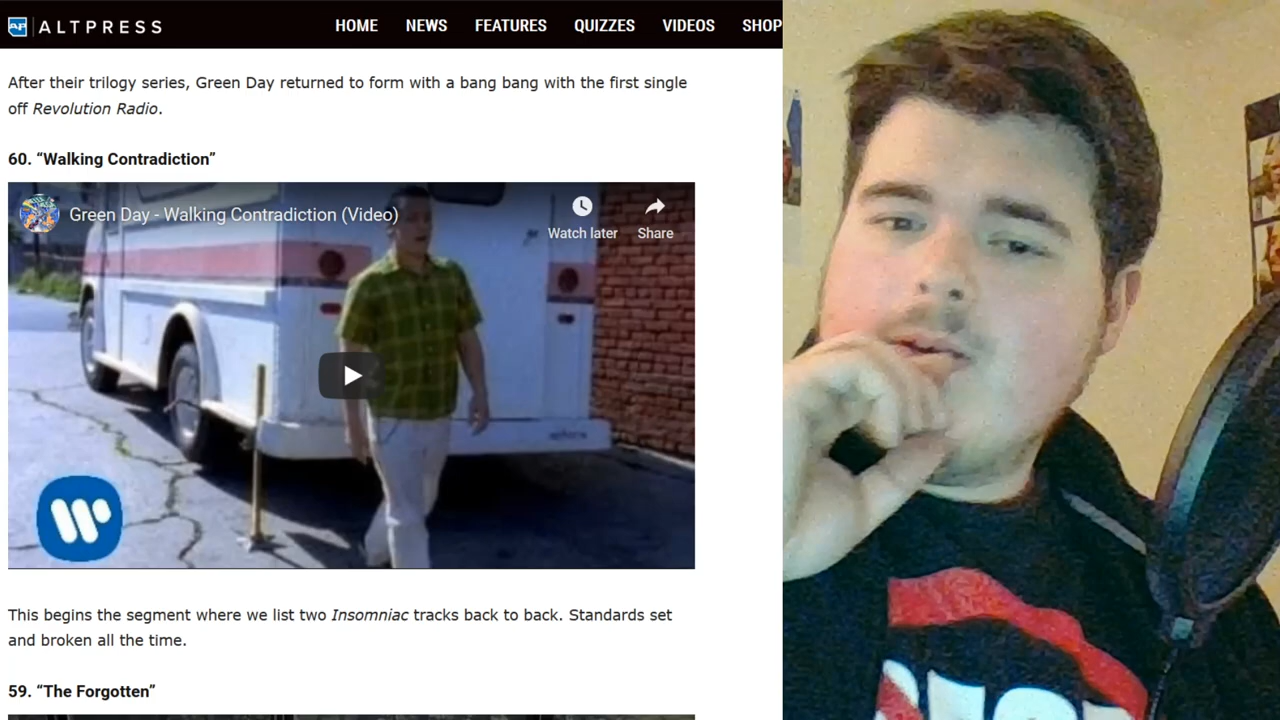 AP ALTPRESS HOME NEWS FEATURES QUIZZES VIDEOS SHOP
After their trilogy series, Green Day returned to form with a bang bang with the first single
off Revolution Radio.
60. “Walking Contradiction”
Green Day - Walking Contradiction (Video)
Watch later Share
This begins the segment where we list two Insomniac tracks back to back. Standards set
and broken all the time.
59. “The Forgotten”